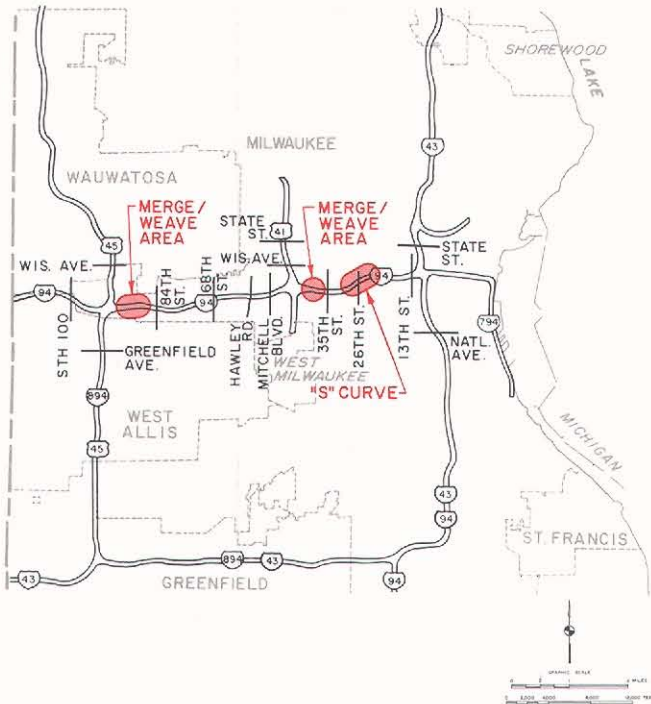 SHOREWOOD
LAKE
43
MILWAUKEE
WAUWATOSA
MERGE/
WEAVE
AREA
STATE
ST.
41
MERGE/
WEAVE
AREA
45
WIS. AVE.
WIS. AVE.
STATE
ST.
94
84TH
ST.
94
68TH
ST.
94
STH 100
HAWLEY
RD.
MITCHELL
BLVD.
35TH
ST.
26TH ST.
13TH ST.
794
NATL.
AVE.
GREENFIELD
AVE.
WEST
MILWAUKEE
"S" CURVE
894
WEST
ALLIS
45
MICHIGAN
43
94
ST. FRANCIS
43
894
43
GREENFIELD
94
GRAPHIC SCALE
MILES